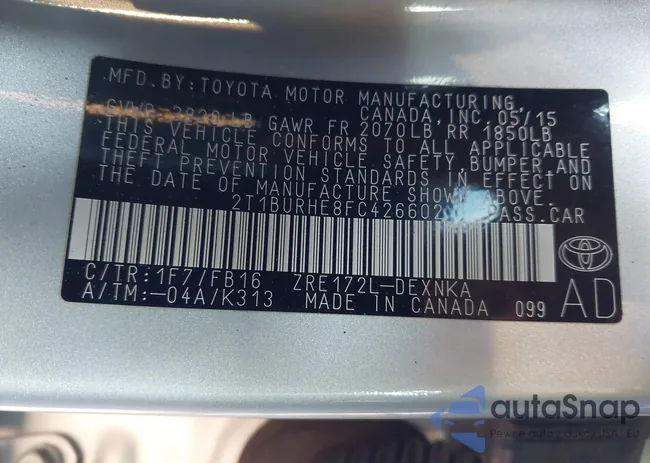 MFD.BY:TOYOTA MOTOR MANUFACTURING,
CANADA, INC. 05/15
GAWR FR 2070LB RR 1850LB
THIS VEHICLE CONFORMS TO ALL APPLICABLE
FEDERAL MOTOR VEHICLE SAFETY, BUMPER, AND
THEFT PREVENTION STANDARDS IN EFFECT ON
THE DATE OF MANUFACTURE SHOWN ABOVE.
PASS.CAR
C/TR:1F7/FB16 ZRE172L-DEXNKA
A/TM:-04A/K313 MADE IN CANADA 099 AD
TOYOTA
autaSnap